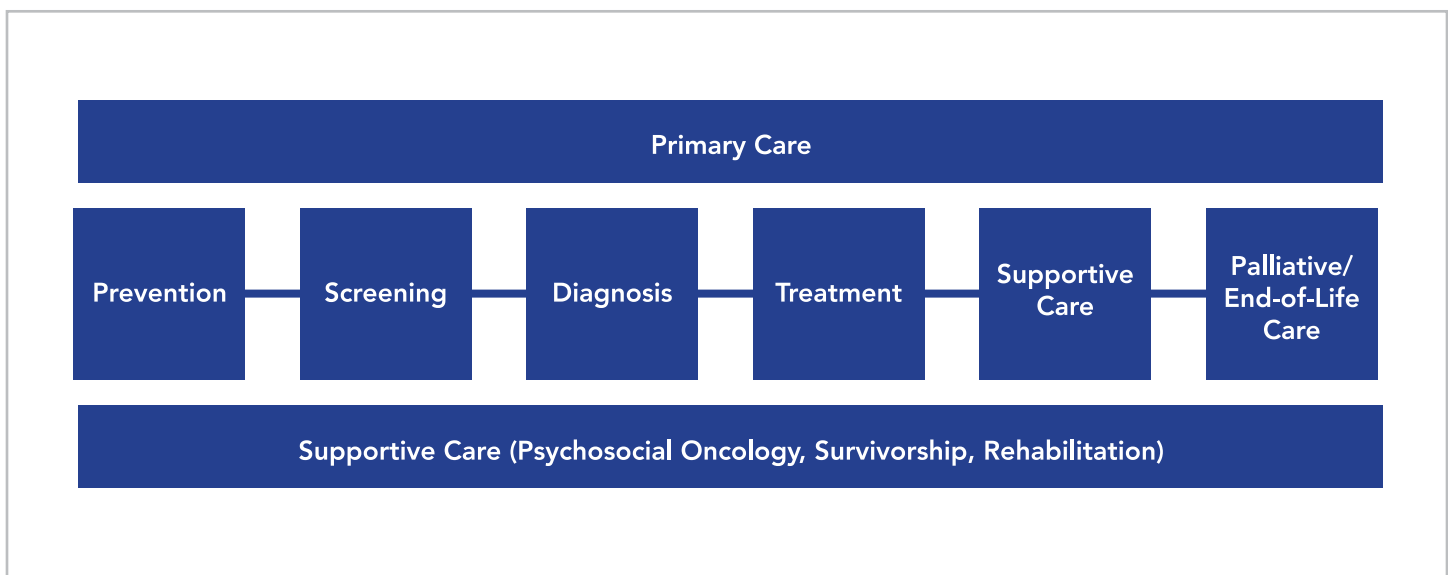 Primary Care
Prevention
Screening
Diagnosis
Treatment
Supportive
Care
Palliative/
End-of-Life
Care
Supportive Care (Psychosocial Oncology, Survivorship, Rehabilitation)